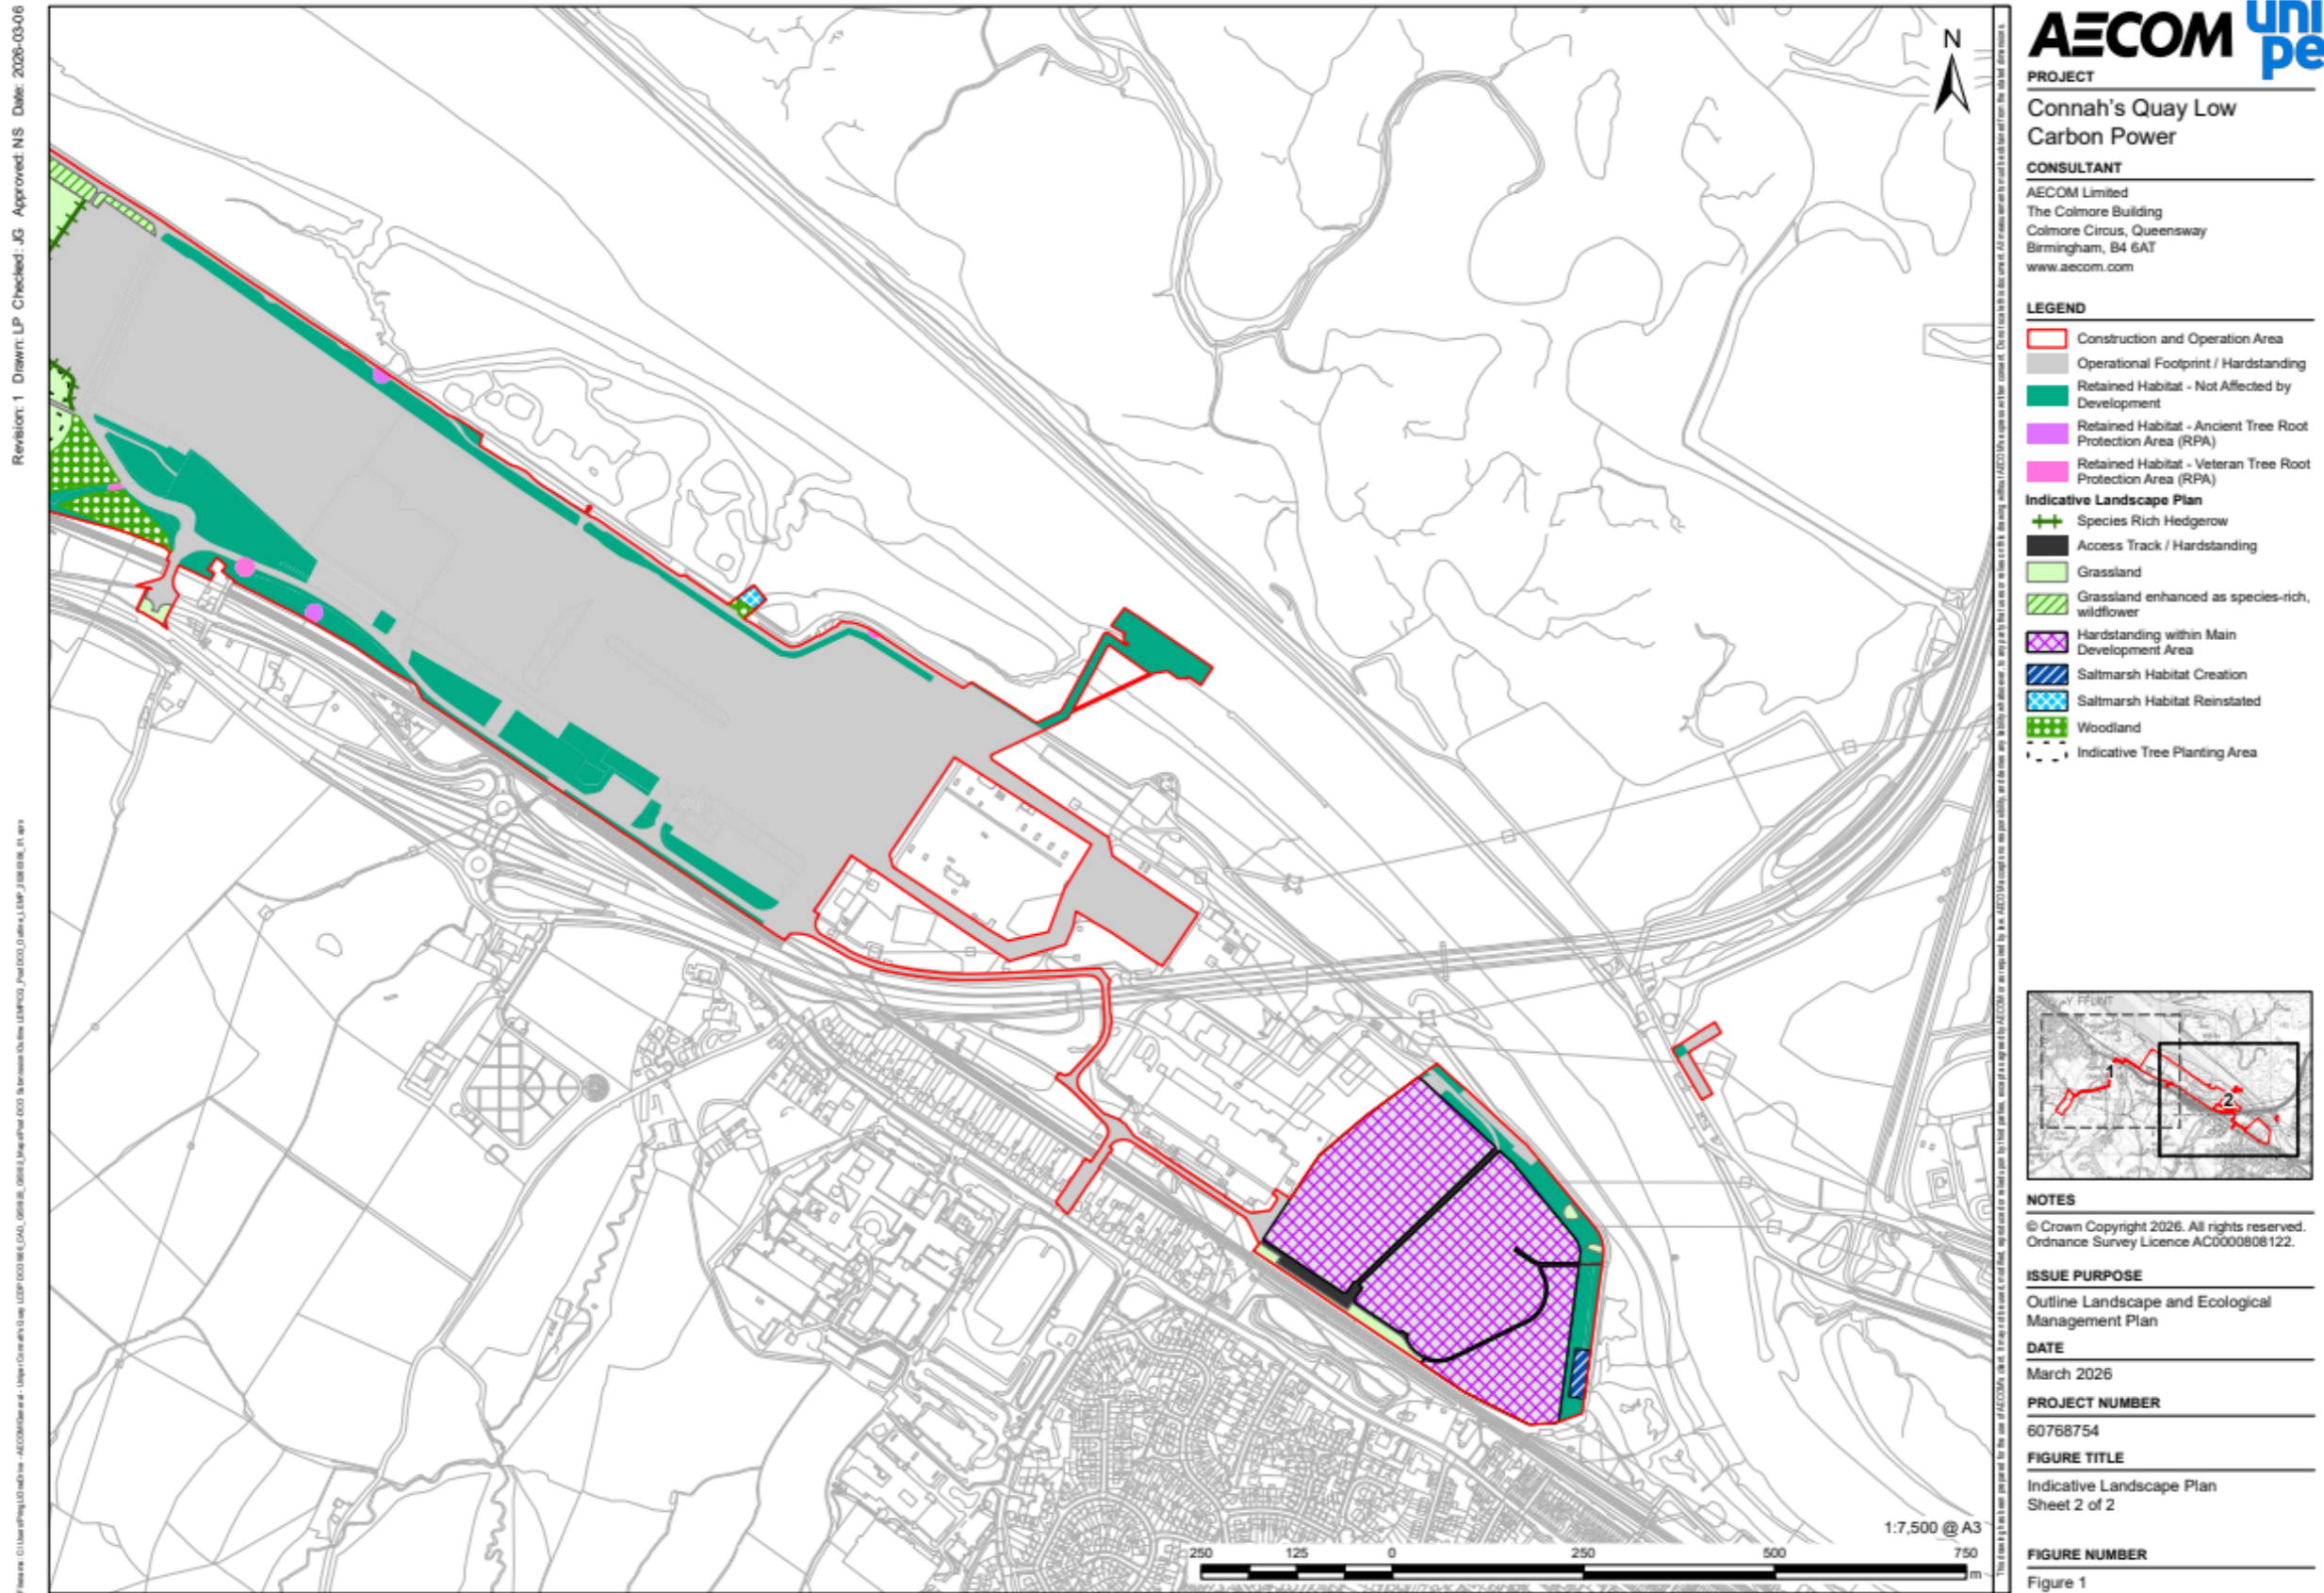 Revision: 1 Drawn: LP Checked: JG Approved: NS Date: 2026-03-06
N
1:7,500 @ A3
250 125 0 250 500 750
m
AECOM
uni
pe
PROJECT
Connah's Quay Low
Carbon Power
CONSULTANT
AECOM Limited
The Colmore Building
Colmore Circus, Queensway
Birmingham, B4 6AT
www.aecom.com
LEGEND
Construction and Operation Area
Operational Footprint / Hardstanding
Retained Habitat - Not Affected by
Development
Retained Habitat - Ancient Tree Root
Protection Area (RPA)
Retained Habitat - Veteran Tree Root
Protection Area (RPA)
Indicative Landscape Plan
Species Rich Hedgerow
Access Track / Hardstanding
Grassland
Grassland enhanced as species-rich,
wildflower
Hardstanding within Main
Development Area
Saltmarsh Habitat Creation
Saltmarsh Habitat Reinstated
Woodland
Indicative Tree Planting Area
Y FFLINT
1
2
NOTES
© Crown Copyright 2026. All rights reserved.
Ordnance Survey Licence AC0000808122.
ISSUE PURPOSE
Outline Landscape and Ecological
Management Plan
DATE
March 2026
PROJECT NUMBER
60768754
FIGURE TITLE
Indicative Landscape Plan
Sheet 2 of 2
FIGURE NUMBER
Figure 1